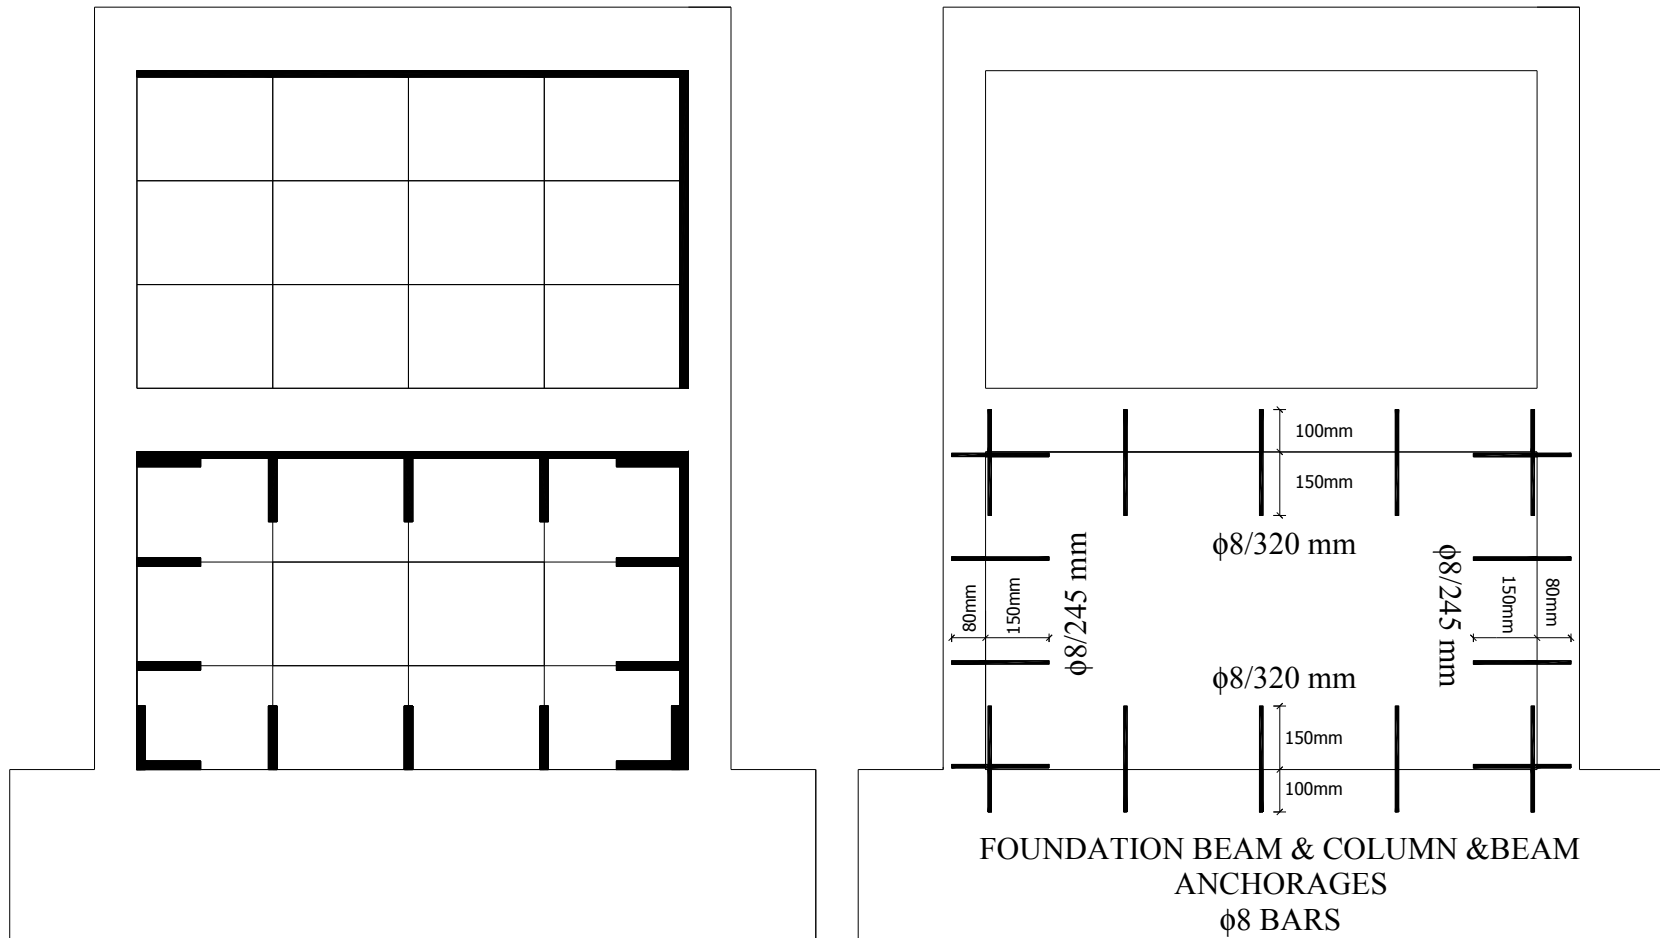 100mm
150mm
ϕ8/320 mm
80mm
150mm
ϕ8/245 mm
ϕ8/245 mm
150mm
80mm
ϕ8/320 mm
150mm
100mm
FOUNDATION BEAM & COLUMN &BEAM
ANCHORAGES
ϕ8 BARS